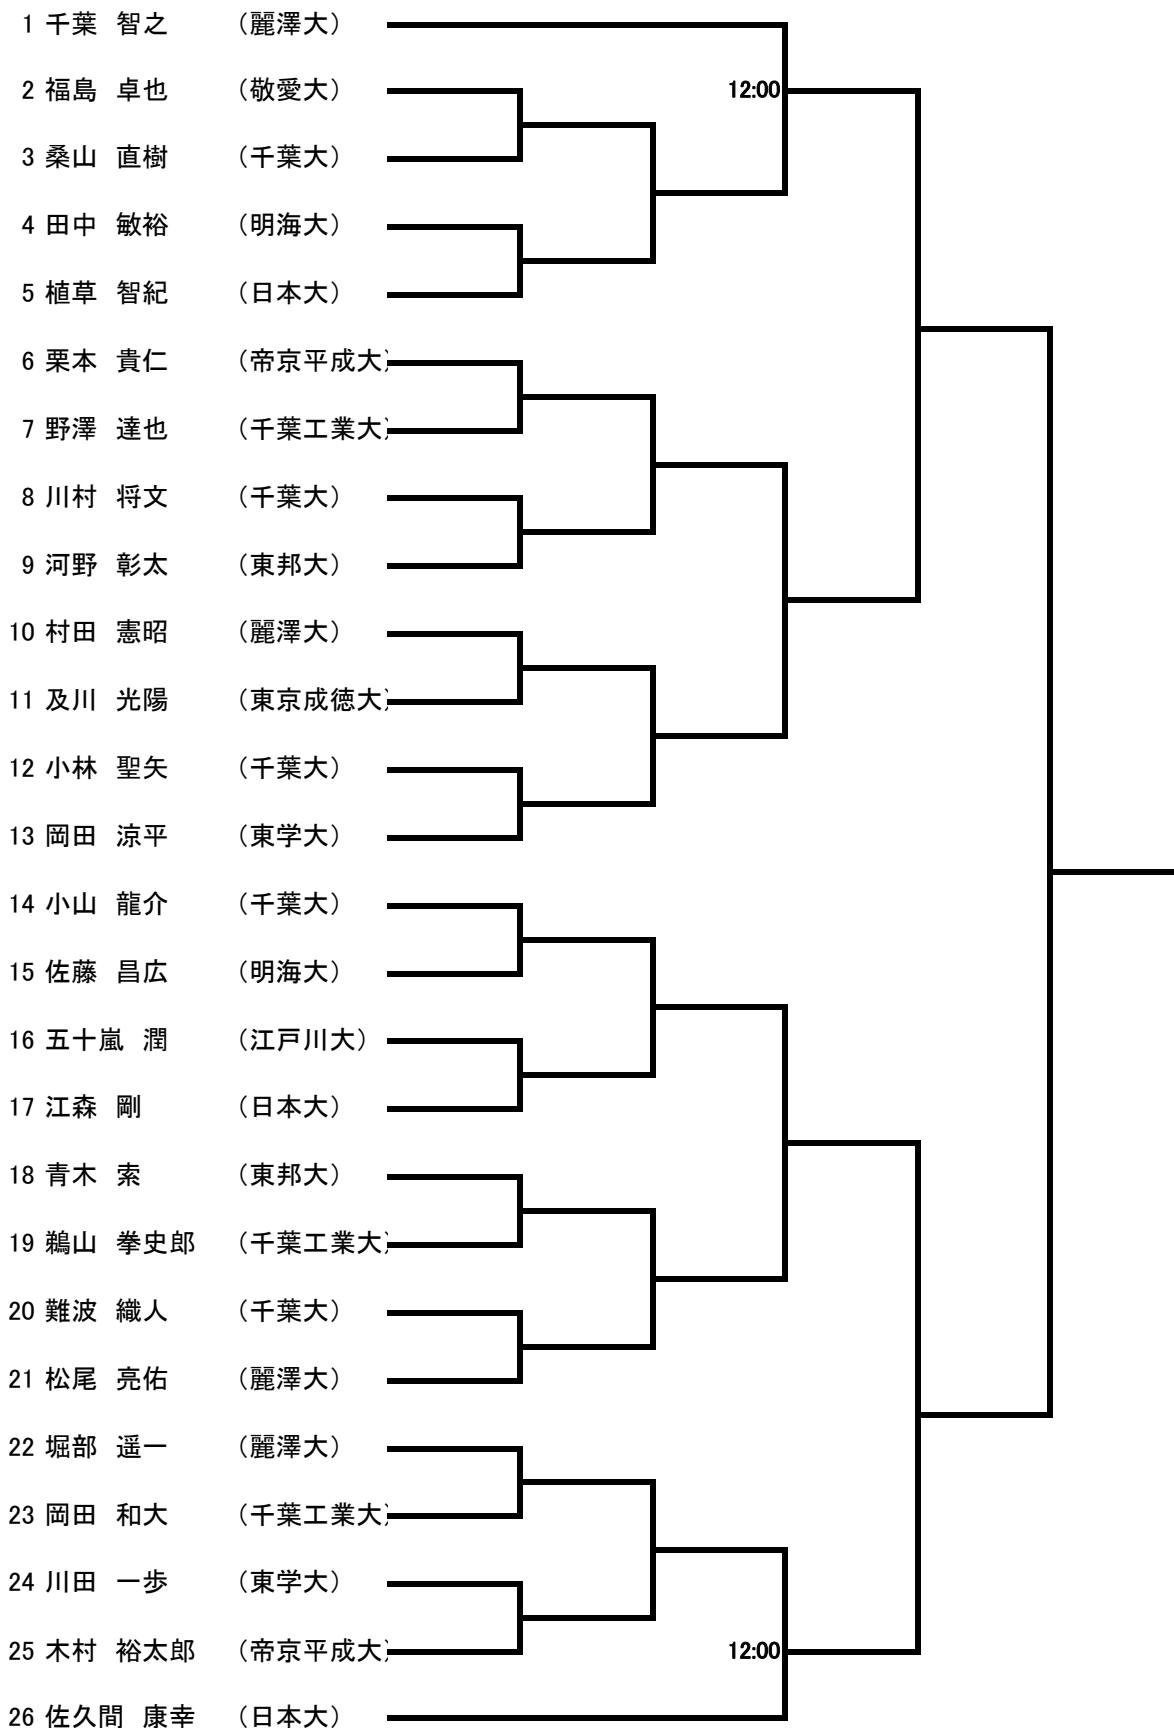 1 千葉 智之 （麗澤大）
2 福島 卓也 （敬愛大） 12:00
3 桑山 直樹 （千葉大）
4 田中 敏裕 （明海大）
5 植草 智紀 （日本大）
6 栗本 貴仁 （帝京平成大）
7 野澤 達也 （千葉工業大）
8 川村 将文 （千葉大）
9 河野 彰太 （東邦大）
10 村田 憲昭 （麗澤大）
11 及川 光陽 （東京成徳大）
12 小林 聖矢 （千葉大）
13 岡田 涼平 （東学大）
14 小山 龍介 （千葉大）
15 佐藤 昌広 （明海大）
16 五十嵐 潤 （江戸川大）
17 江森 剛 （日本大）
18 青木 索 （東邦大）
19 鵜山 拳史郎 （千葉工業大）
20 難波 織人 （千葉大）
21 松尾 亮佑 （麗澤大）
22 堀部 遥一 （麗澤大）
23 岡田 和大 （千葉工業大）
24 川田 一歩 （東学大）
25 木村 裕太郎 （帝京平成大） 12:00
26 佐久間 康幸 （日本大）